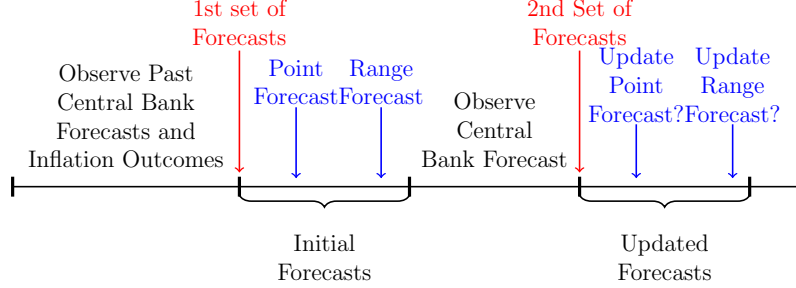 1st set of
Forecasts
2nd Set of
Forecasts
Observe Past
Central Bank
Forecasts and
Inflation Outcomes
Point
Forecast
Range
Forecast
Observe
Central
Bank Forecast
Update
Point
Forecast?
Update
Range
Forecast?
Initial
Forecasts
Updated
Forecasts